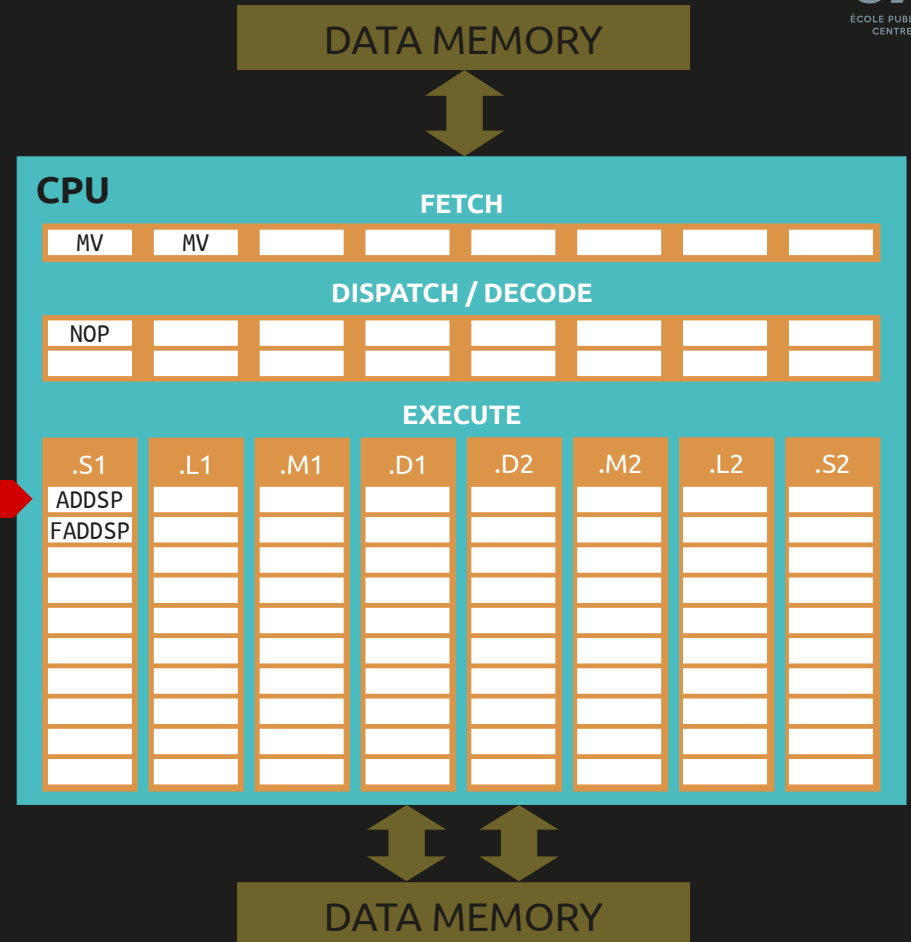 ÉCOLE PUBL
CENTRE
DATA MEMORY
CPU
FETCH
MV MV
DISPATCH / DECODE
NOP
EXECUTE
.S1 .L1 .M1 .D1 .D2 .M2 .L2 .S2
ADDSP
FADDSP
DATA MEMORY